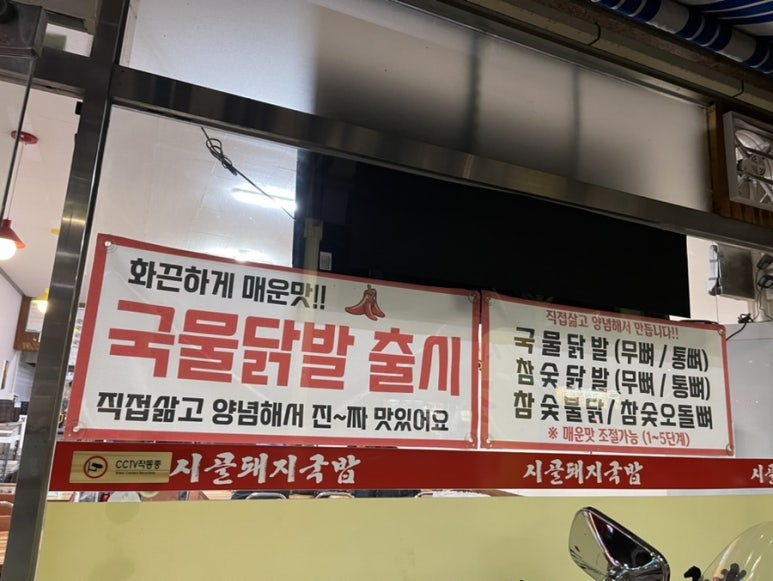 화끈하게 매운맛!!
국물닭발 출시
직접삶고 양념해서 진~짜 맛있어요
직접삶고 양념해서 만듭니다!!
국물닭발 (무뼈 / 통뼈)
참숯닭발 (무뼈 / 통뼈)
참숯불닭 / 참숯오돌뼈
※ 매운맛 조절가능 (1~5단계)
CCTV작동중
시골돼지국밥
시골돼지국밥
시골